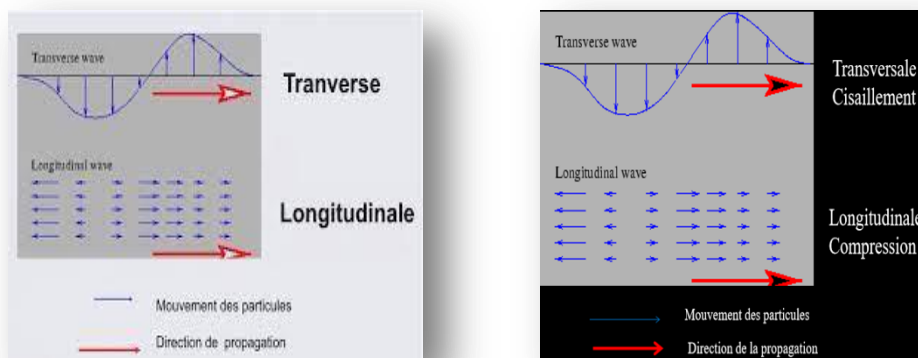 Transverse wave
Tranverse
Longitudinal wave
Longitudinale
Mouvement des particules
Direction de propagation
Transverse wave
Transversale
Cisaillement
Longitudinal wave
Longitudinale
Compression
Mouvement des particules
Direction de la propagation